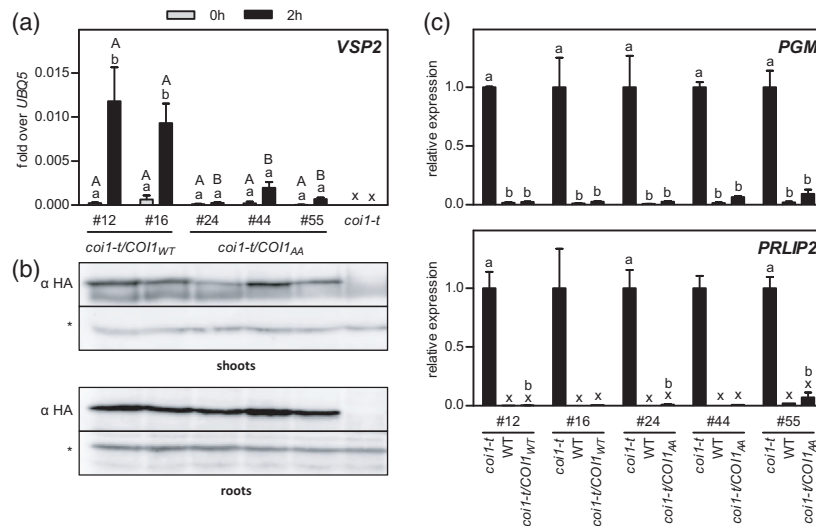 (a)
0h 2h
VSP2
fold over UBQ5
0.015
0.010
0.005
0.000
A A A A A B A B A B
a b a b a a a a a a x x
#12 #16 #24 #44 #55 coi1-t
coi1-t/COI1WT coi1-t/COI1AA
(b)
α HA
*
shoots
α HA
*
roots
(c)
PGM
relative expression
1.0
0.5
0.0
a b b a b b a b b a b b a b b
PRLIP2
relative expression
1.0
0.5
0.0
a x x b x x a x x b x x a x x b
#12 #16 #24 #44 #55
coi1-t WT coi1-t/COI1WT coi1-t WT coi1-t/COI1WT coi1-t WT coi1-t/COI1AA coi1-t WT coi1-t/COI1AA coi1-t WT coi1-t/COI1AA